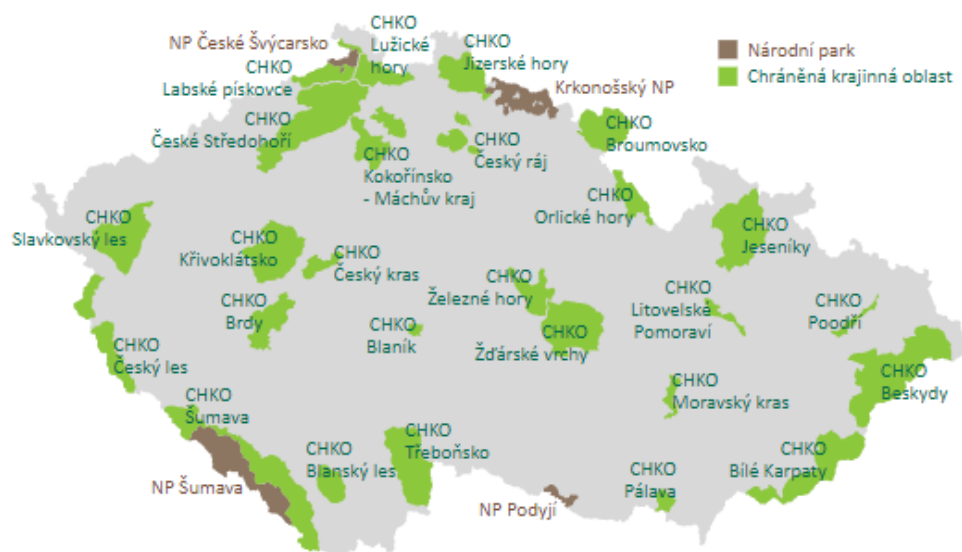 NP České Švýcarsko
CHKO
Lužické
hory
CHKO
Jizerské hory
Národní park
Chráněná krajinná oblast
CHKO
Labské pískovce
Krkonošský NP
CHKO
České Středohoří
CHKO
Kokořínsko
- Máchův kraj
CHKO
Český ráj
CHKO
Broumovsko
CHKO
Orlické hory
CHKO
Jeseníky
CHKO
Slavkovský les
CHKO
Křivoklátsko
CHKO
Český kras
CHKO
Železné hory
CHKO
Litovelské
Pomoraví
CHKO
Poodří
CHKO
Brdy
CHKO
Blaník
CHKO
Žďárské vrchy
CHKO
Český les
CHKO
Moravský kras
CHKO
Beskydy
CHKO
Šumava
CHKO
Blanský les
CHKO
Třeboňsko
CHKO
Bílé Karpaty
CHKO
Pálava
NP Šumava
NP Podyjí